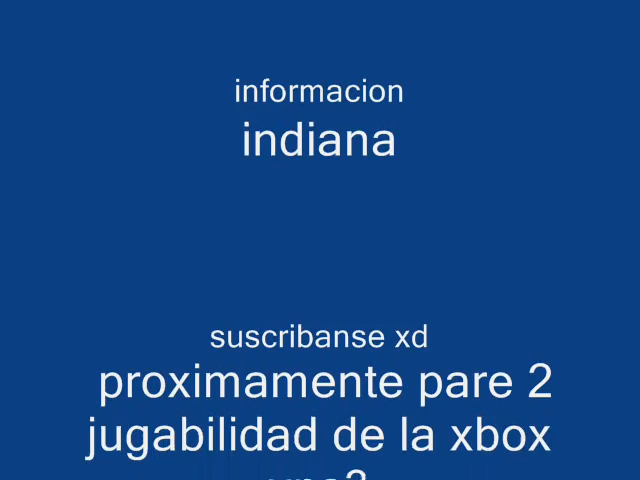 informacion
indiana
suscribanse xd
proximamente pare 2
jugabilidad de la xbox